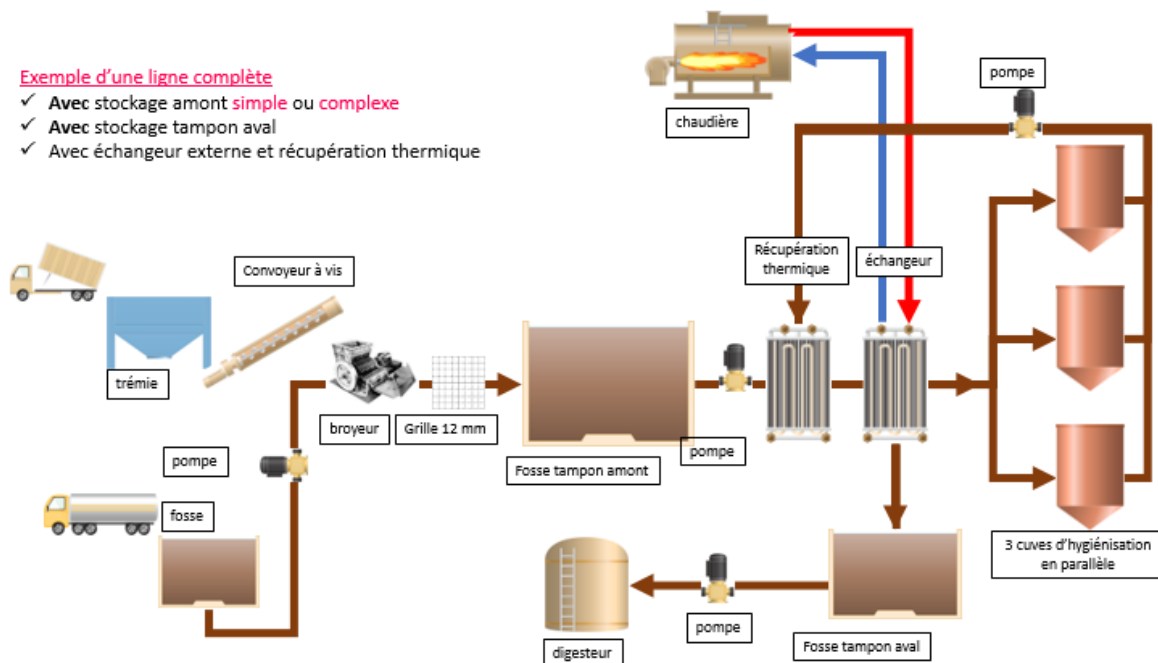 Exemple d'une ligne complète
✓ Avec stockage amont simple ou complexe
✓ Avec stockage tampon aval
✓ Avec échangeur externe et récupération thermique
chaudière
pompe
Récupération
thermique
échangeur
Convoyeur à vis
trémie
broyeur
Grille 12 mm
pompe
Fosse tampon amont
pompe
fosse
3 cuves d'hygiénisation
en parallèle
digesteur
pompe
Fosse tampon aval